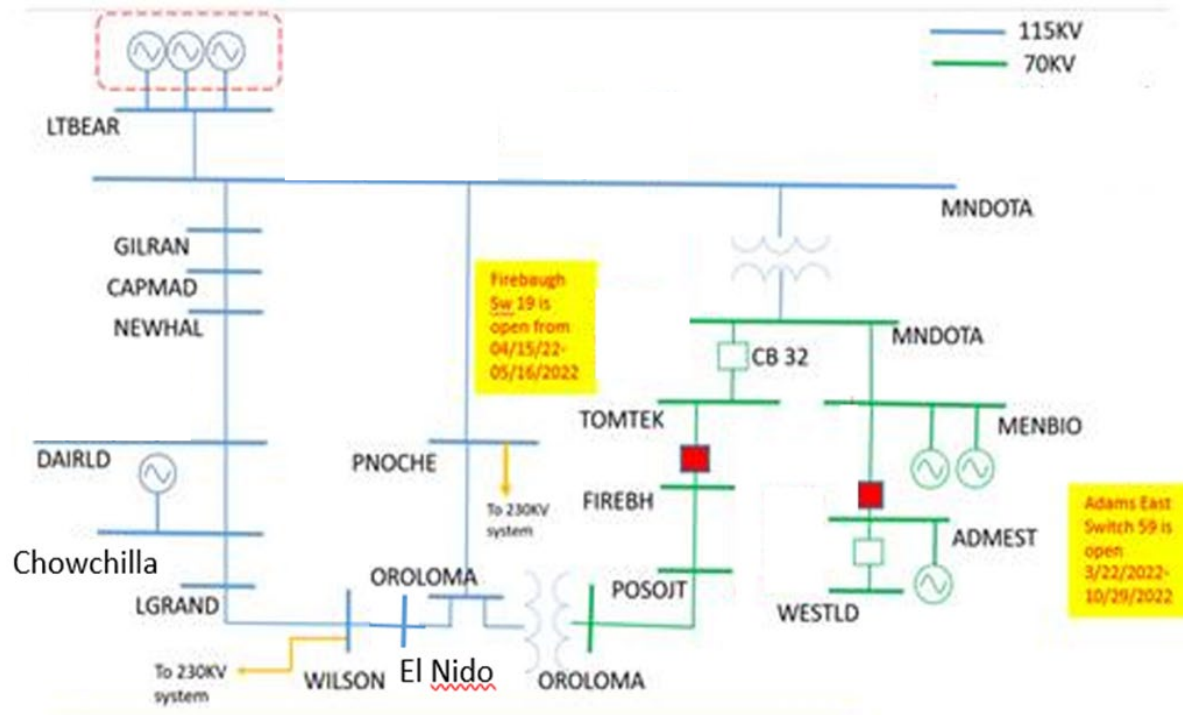 115KV
70KV
LTBEAR
MNDOTA
GILRAN
CAPMAD
NEWHAL
Firebaugh
Sw 19 is
open from
04/15/22-
05/16/2022
MNDOTA
CB 32
TOMTEK
MENBIO
DAIRLD
PNOCHE
To 230KV
system
FIREBH
Adams East
Switch 59 is
open
3/22/2022-
10/29/2022
ADMEST
Chowchilla
LGRAND
OROLOMA
POSOJT
WESTLD
To 230KV
system
WILSON
El Nido
OROLOMA